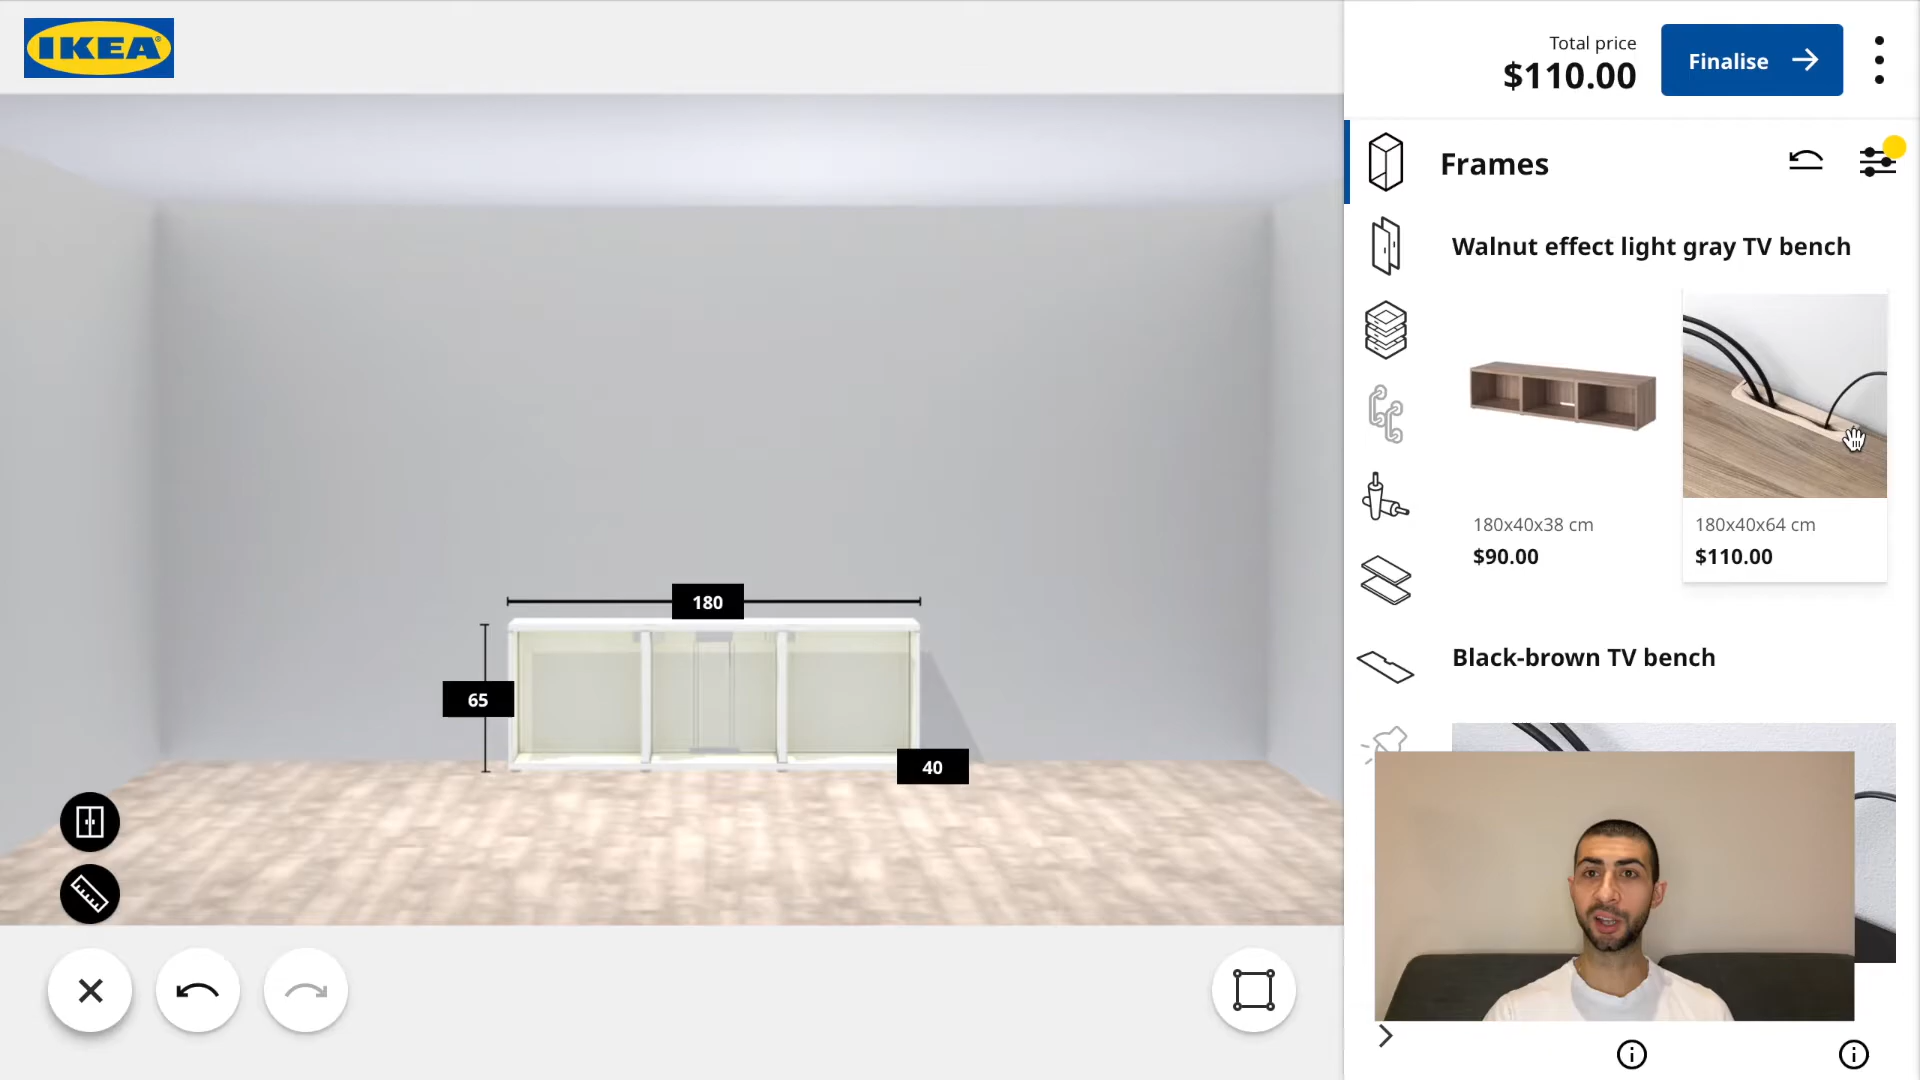 IKEA
Total price
$110.00
Finalise
Frames
Walnut effect light gray TV bench
180x40x38 cm
$90.00
180x40x64 cm
$110.00
Black-brown TV bench
180
65
40